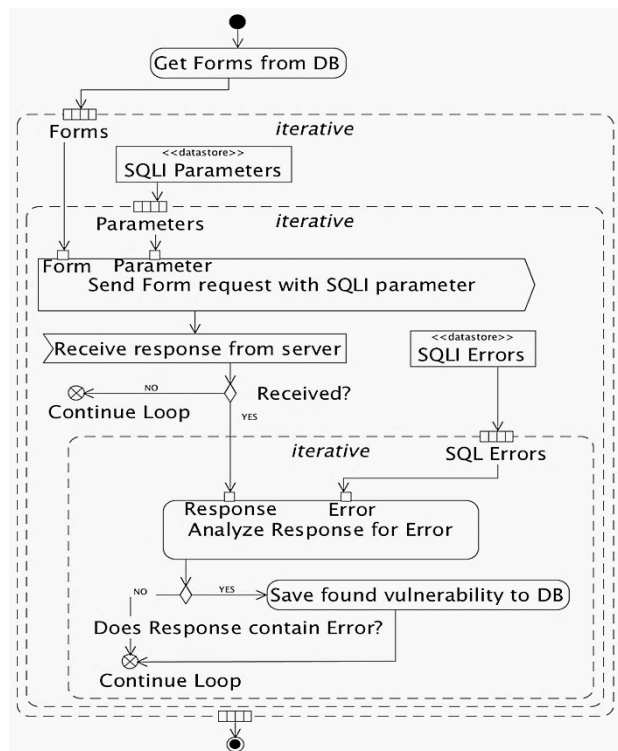 Get Forms from DB
Forms
iterative
<<datastore>>
SQLI Parameters
Parameters
iterative
Form
Parameter
Send Form request with SQLI parameter
Receive response from server
<<datastore>>
SQLI Errors
NO
Received?
Continue Loop
YES
iterative
SQL Errors
Response
Error
Analyze Response for Error
NO
YES
Save found vulnerability to DB
Does Response contain Error?
Continue Loop